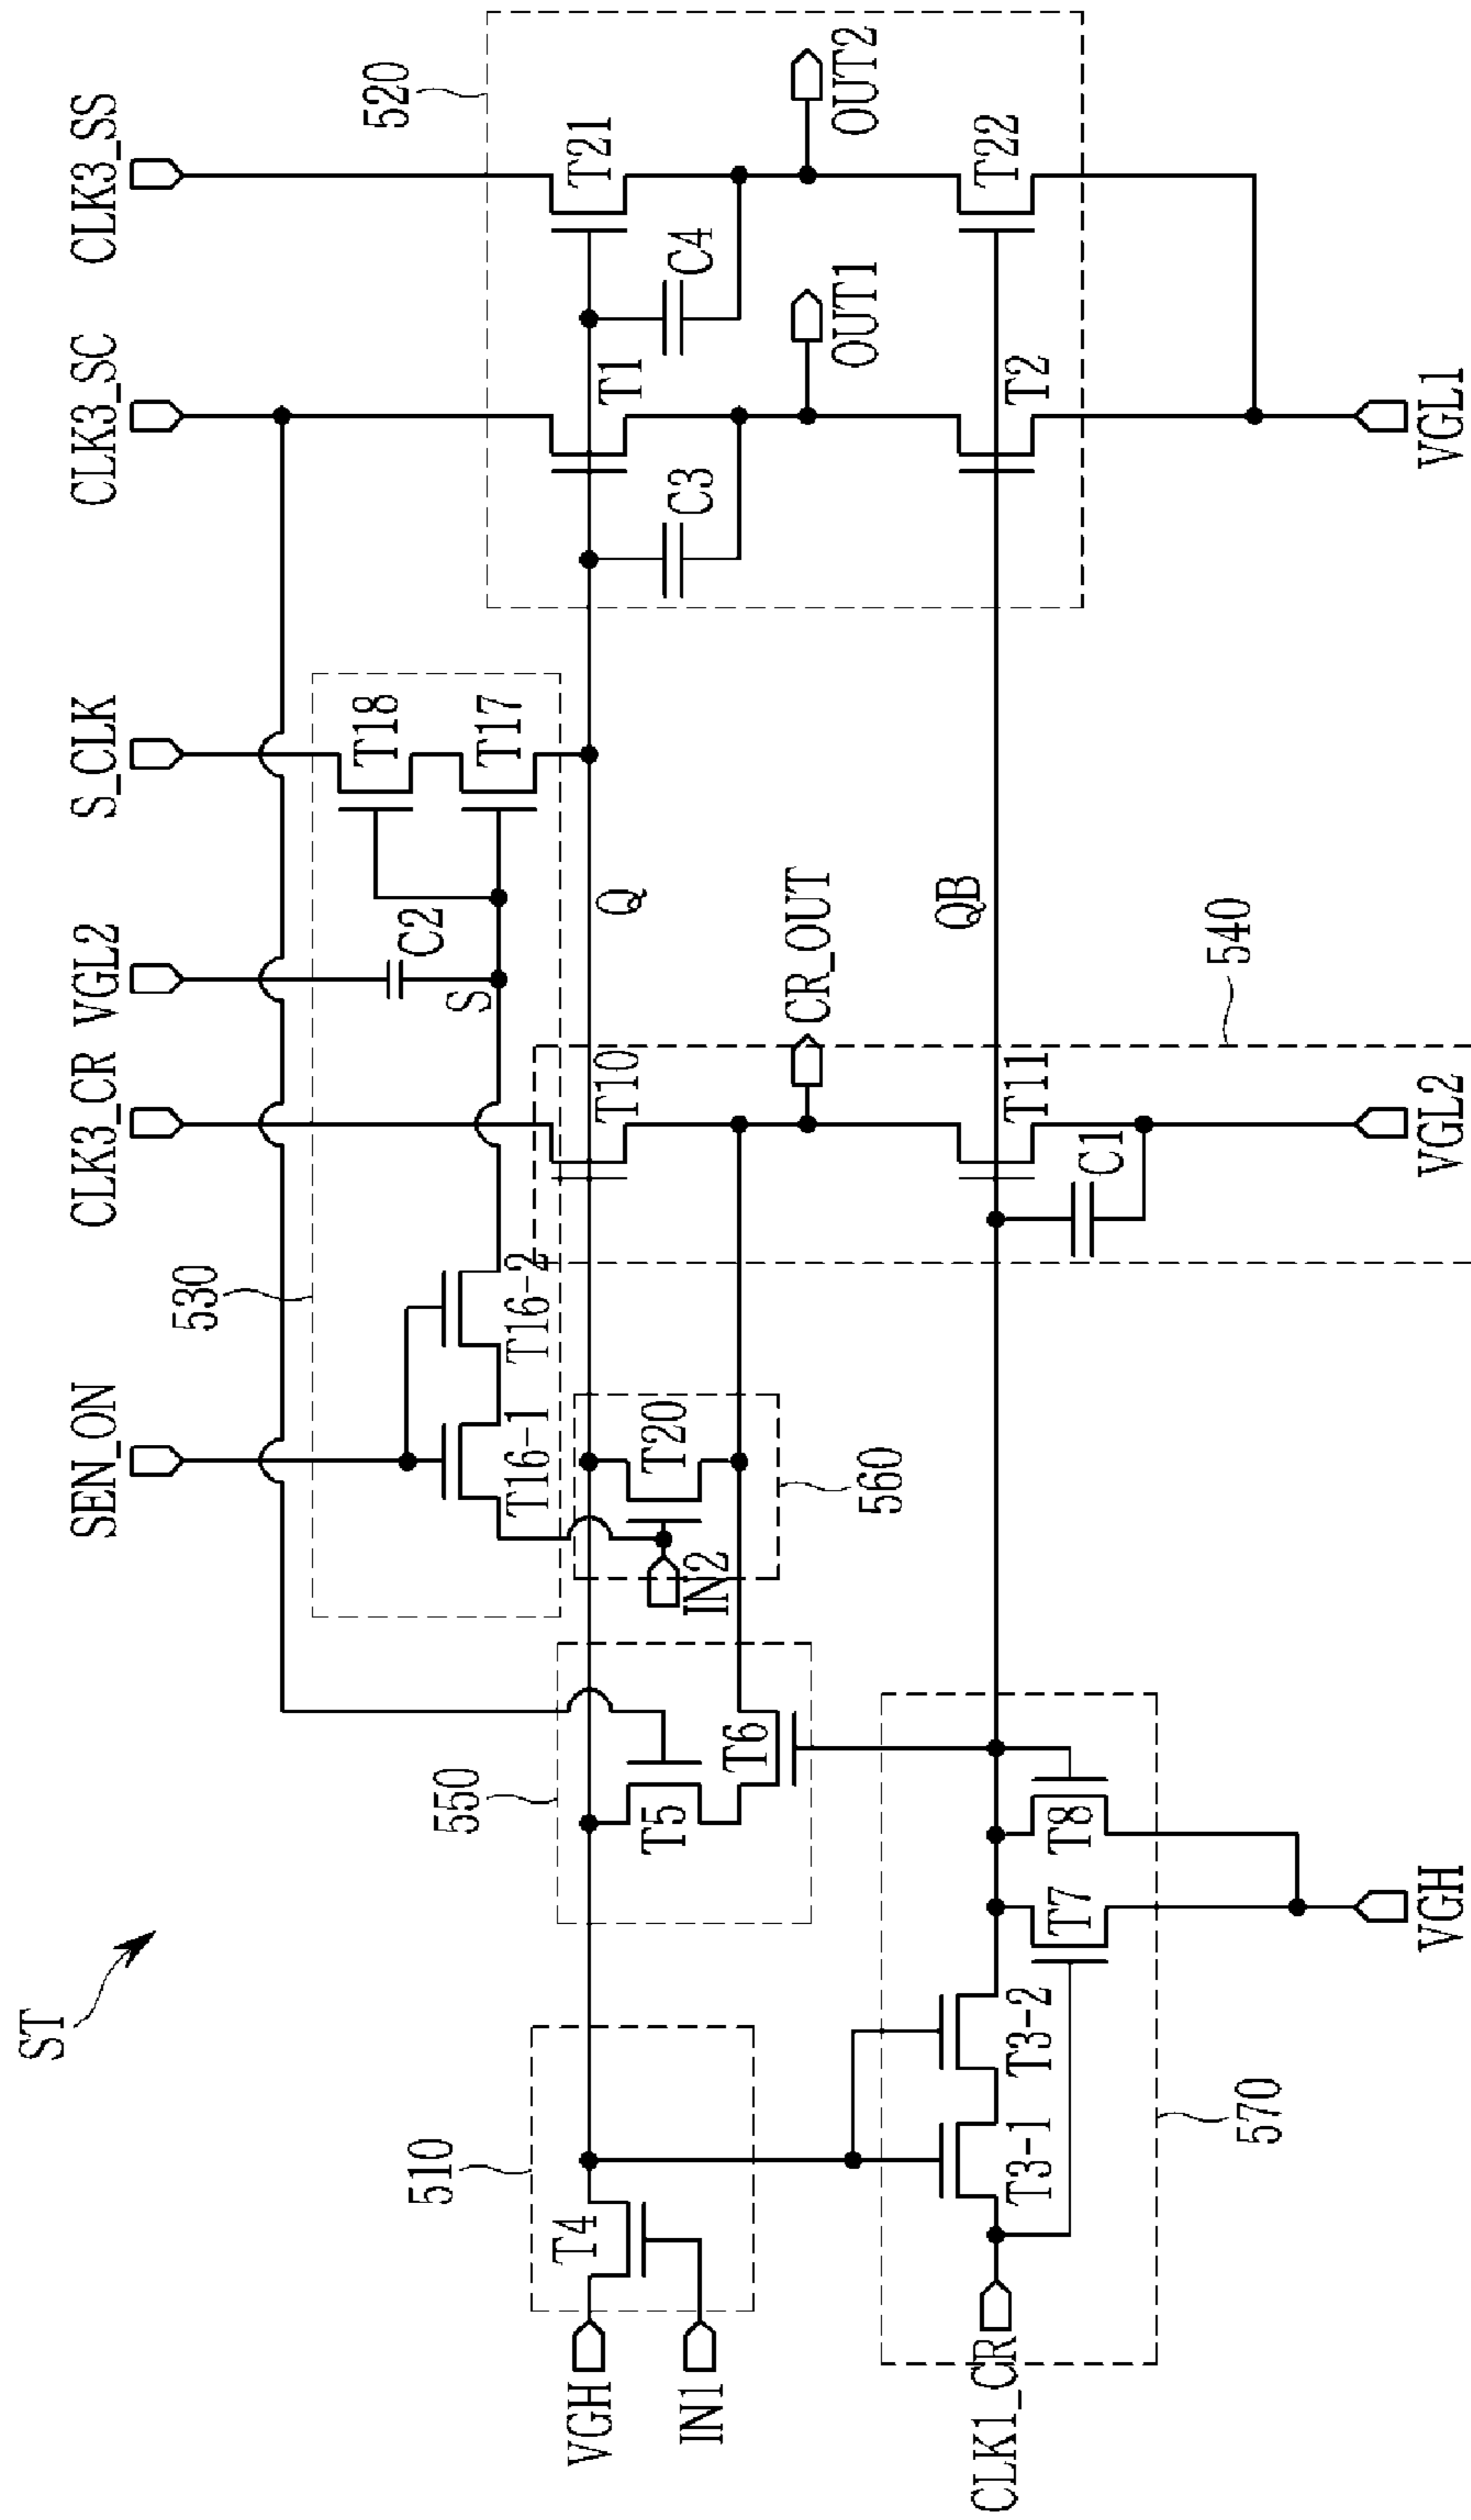 ST
SEN_ON
CLK3_CR
VGL2
S_CLK
CLK3_SC
CLK3_SS
530
520
510
550
T18
T17
C2
S
T16-1
T16-2
T21
T1
C4
C3
VGH
T4
IN1
T5
T6
IN2
T20
560
T10
Q
CR_OUT
OUT1
OUT2
QB
T11
T2
T22
C1
CLK1_CR
T3-1
T3-2
T7
T8
570
540
VGH
VGL2
VGL1